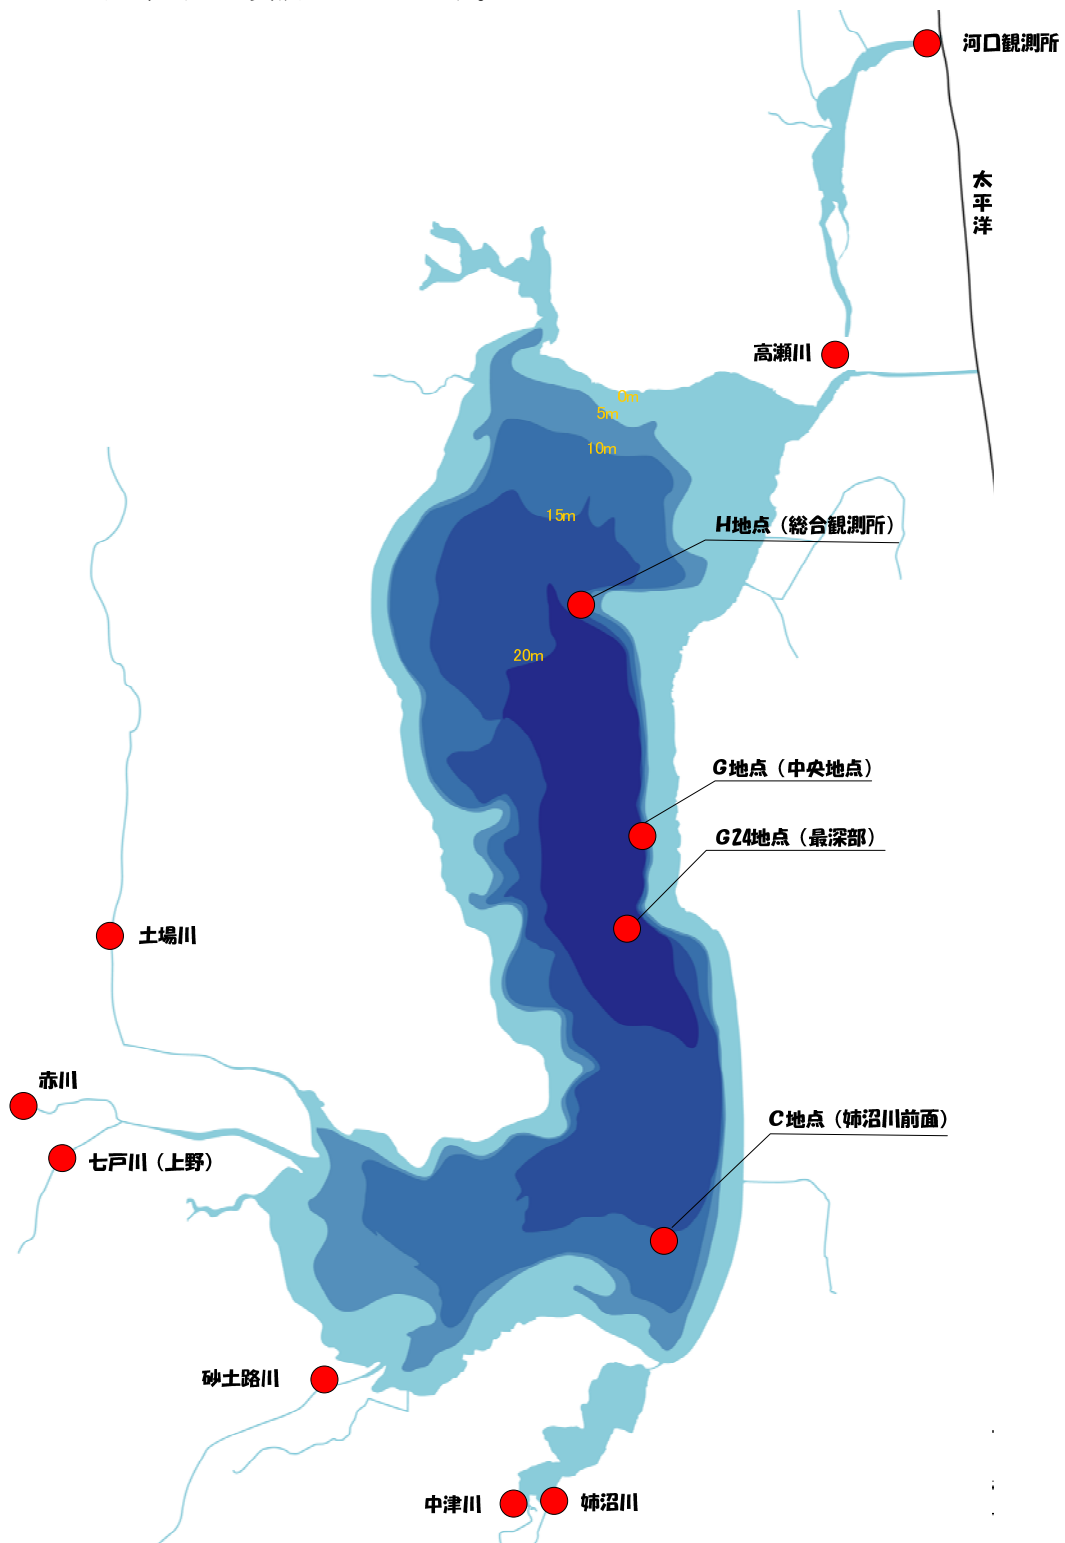 河口観測所
太平洋
高瀬川
0m
5m
10m
15m
H地点（総合観測所）
20m
G地点（中央地点）
G24地点（最深部）
土場川
赤川
C地点（姉沼川前面）
七戸川（上野）
砂土路川
中津川
姉沼川